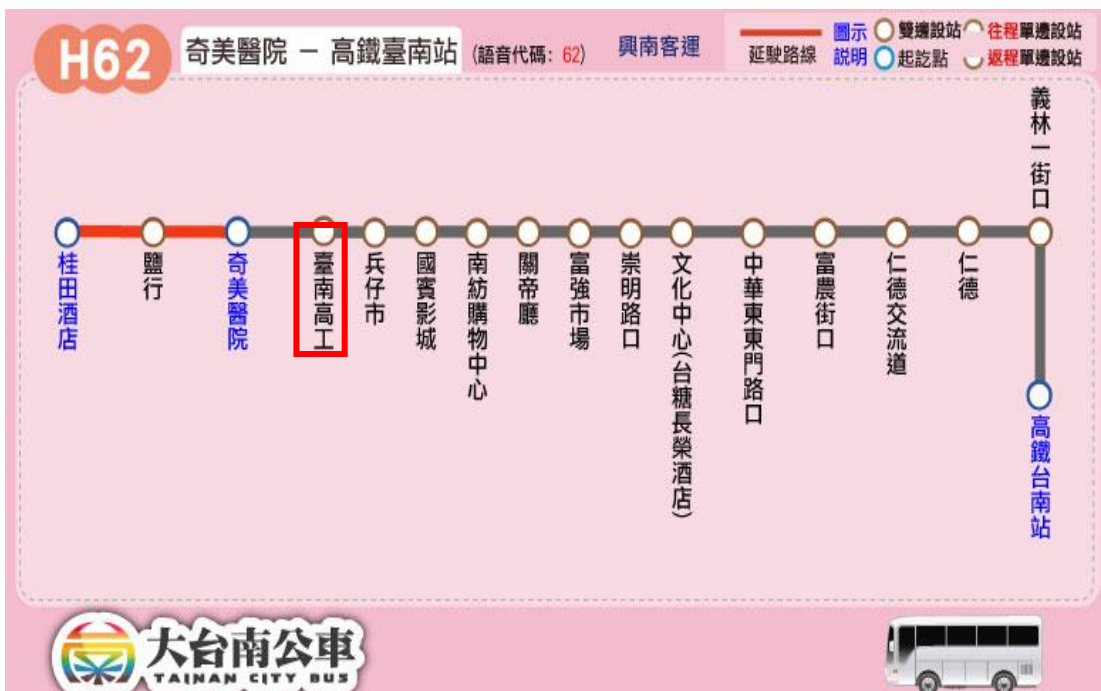 H62
奇美醫院 － 高鐵臺南站 (語音代碼: 62)
興南客運
延駛路線
圖示說明
雙邊設站
往程單邊設站
起訖點
返程單邊設站
桂田酒店
鹽行
奇美醫院
臺南高工
兵仔市
國賓影城
南紡購物中心
關帝廳
富強市場
崇明路口
文化中心(台糖長榮酒店)
中華東東門路口
富農街口
仁德交流道
仁德
義林一街口
高鐵台南站
大台南公車
TAINAN CITY BUS